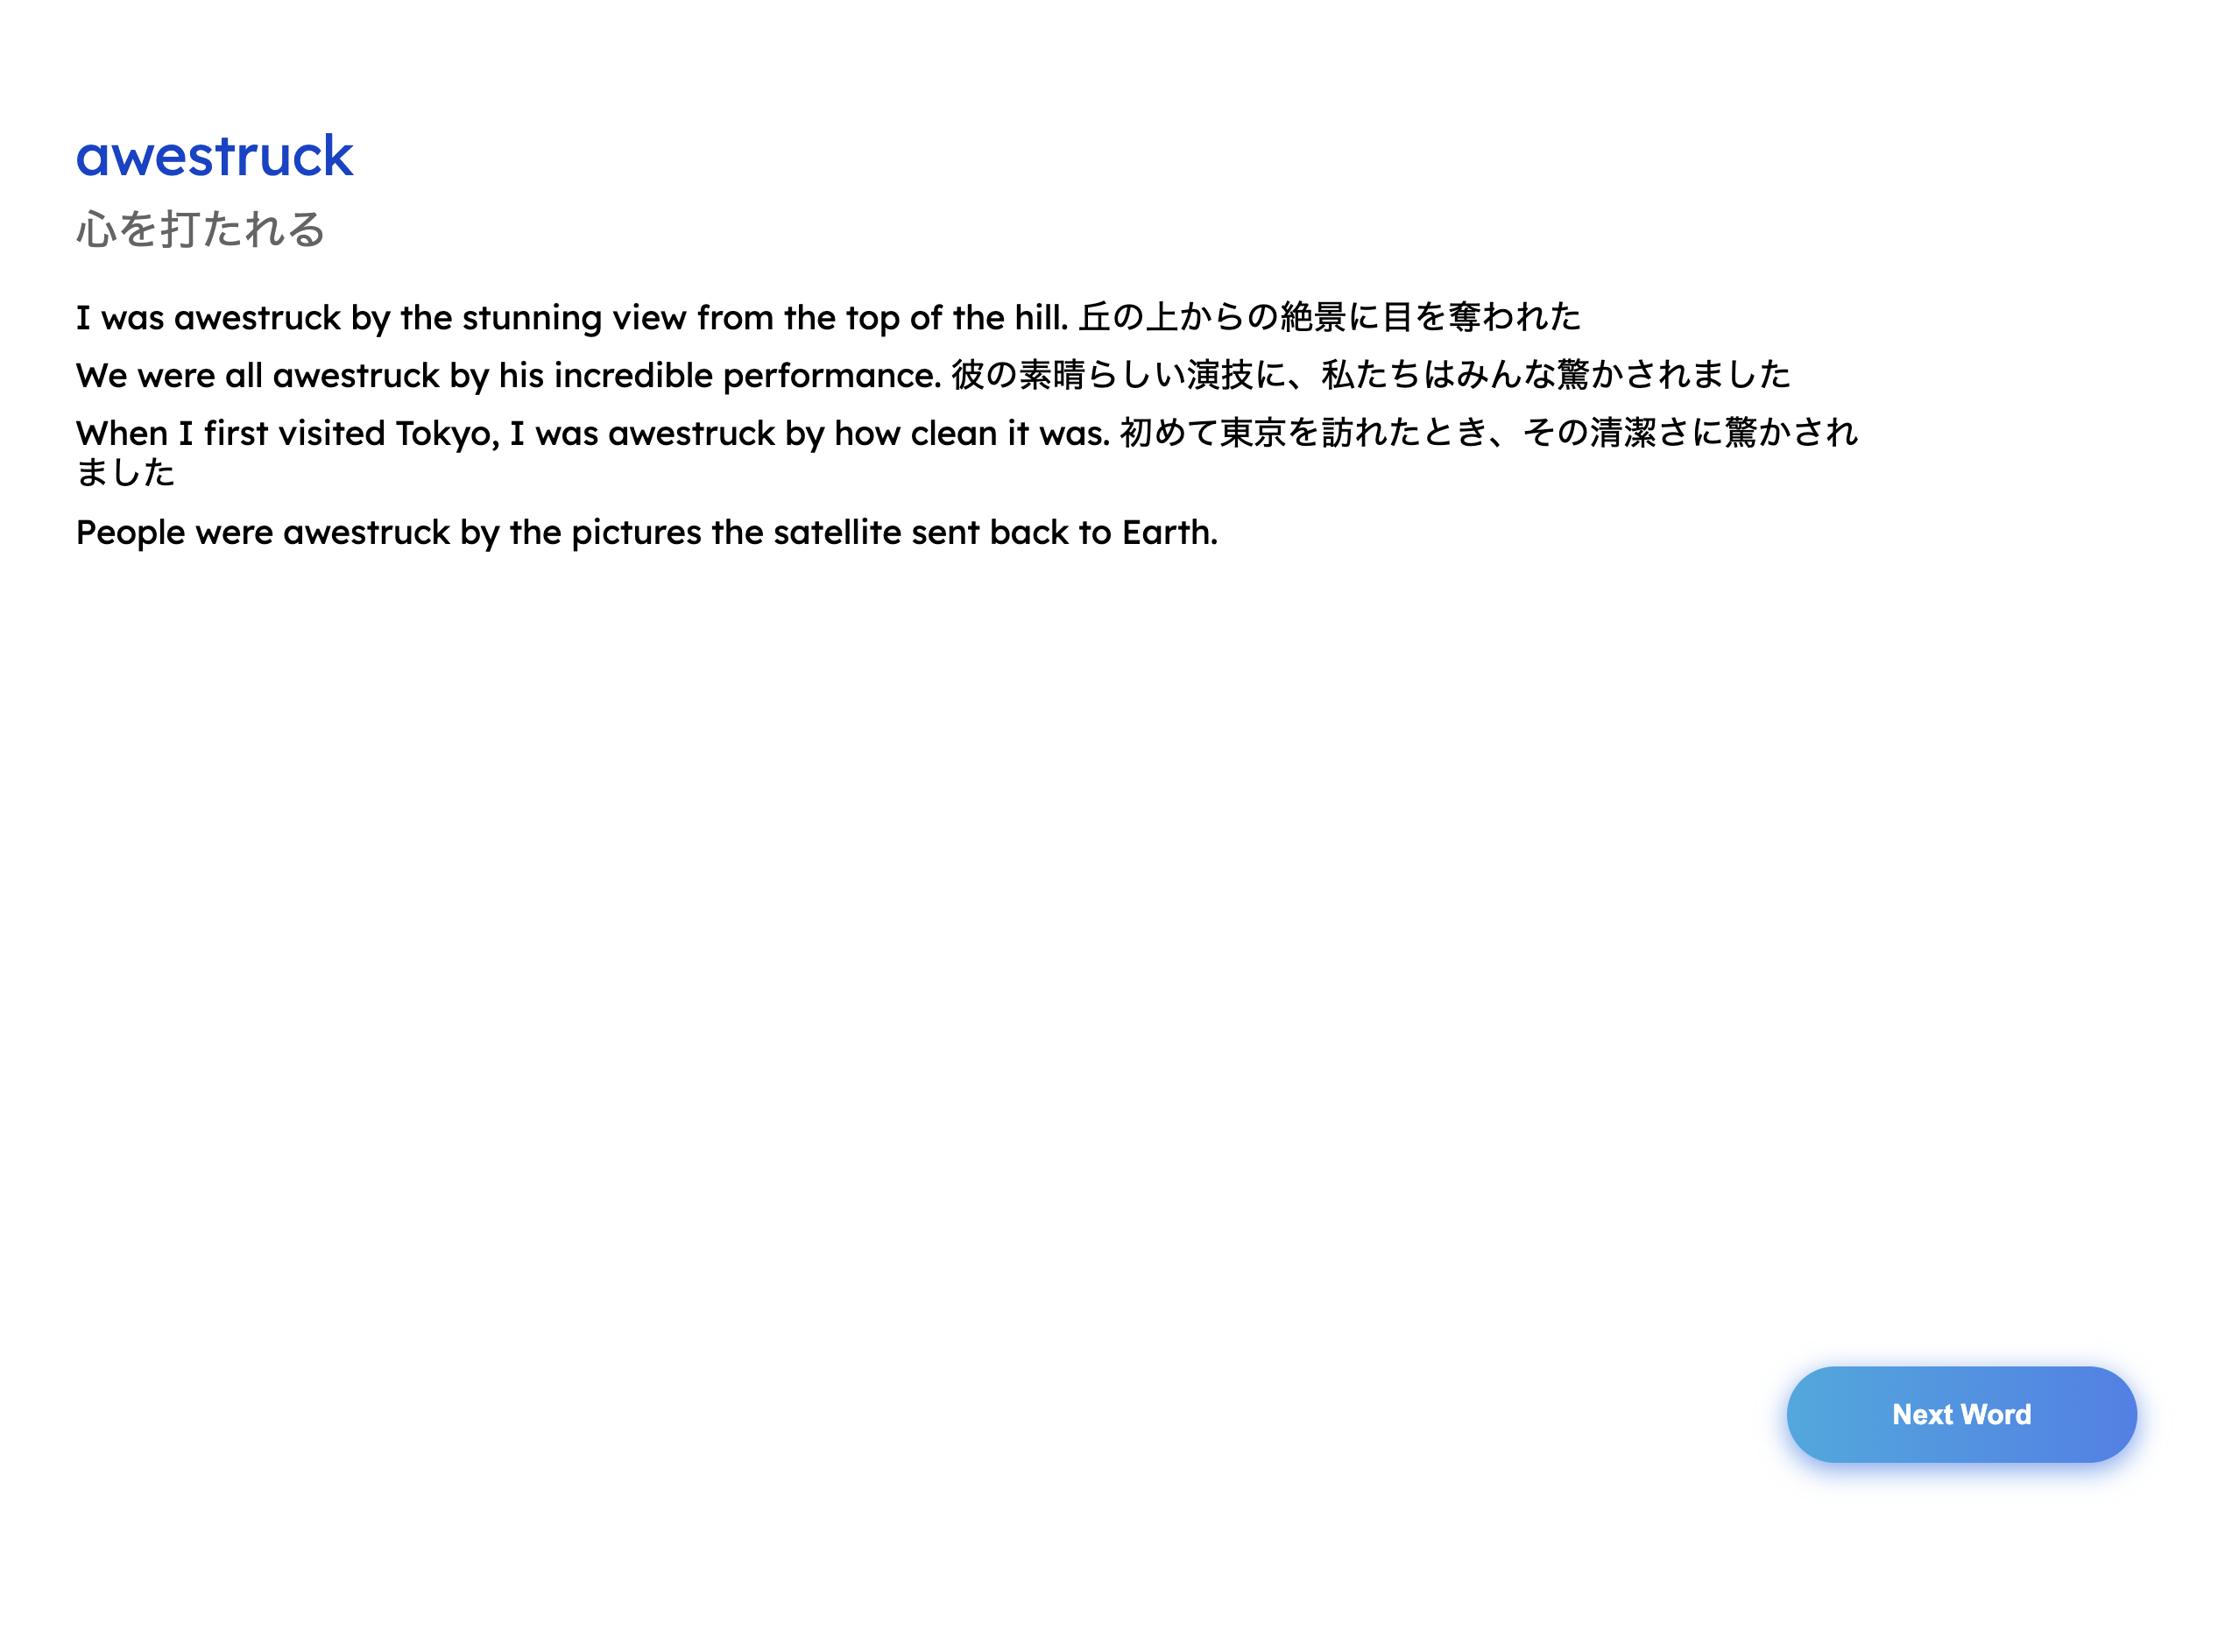 awestruck
心を打たれる
I was awestruck by the stunning view from the top of the hill. 丘の上からの絶景に目を奪われた
We were all awestruck by his incredible performance. 彼の素晴らしい演技に、私たちはみんな驚かされました
When I first visited Tokyo, I was awestruck by how clean it was. 初めて東京を訪れたとき、その清潔さに驚かされ
ました
People were awestruck by the pictures the satellite sent back to Earth.
Next Word